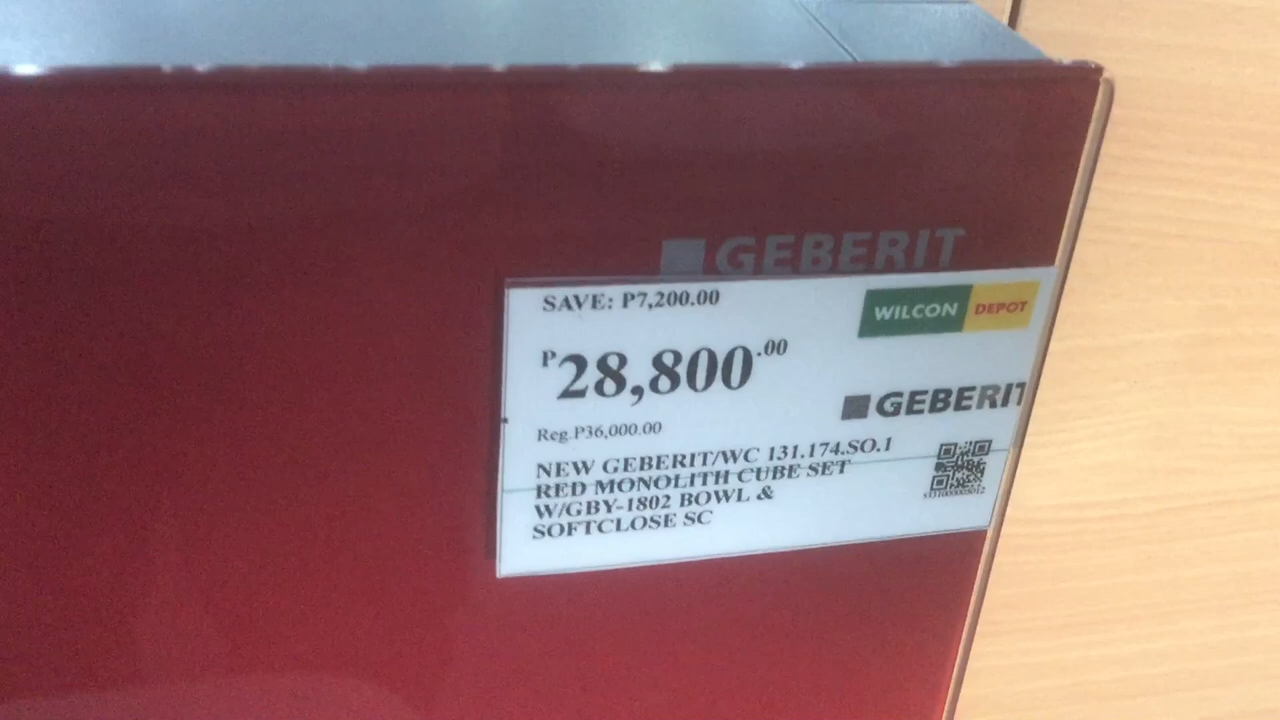 GEBERIT
SAVE: P7,200.00
WILCON DEPOT
P28,800.00
GEBERIT
Reg.P36,000.00
NEW GEBERIT/WC 131.174.SO.1
RED MONOLITH CUBE SET
W/GBY-1802 BOWL &
SOFTCLOSE SC